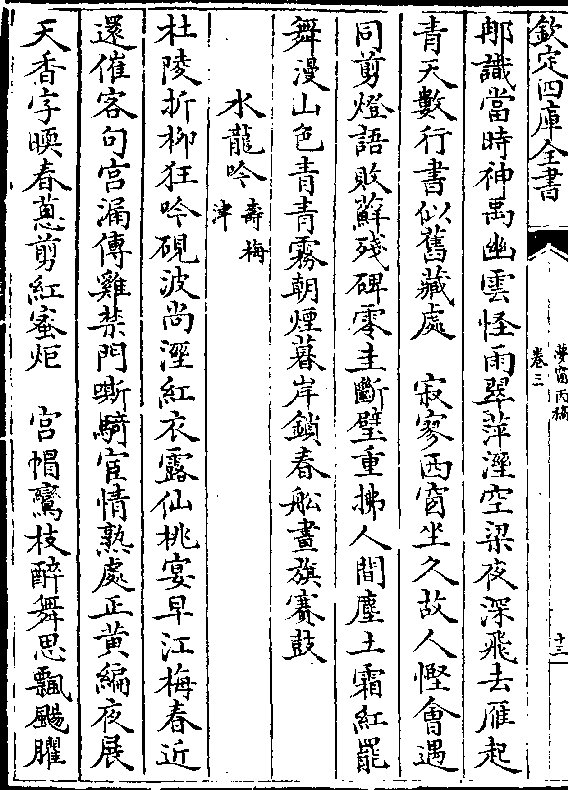 欽定四庫全書
夢窗丙稿
卷三
十三
那識當時神禹幽雲怪雨翠蓱溼空梁夜深飛去雁起
青天數行書似舊藏處　寂寥西窗坐久故人慳會遇
同剪燈語敗蘚殘碑零圭斷璧重拂人間塵土霜紅罷
舞漫山色青青霧朝煙暮岸鎖春船畫旗賽鼓
水龍吟壽梅津
杜陵折柳狂吟硯波尚溼紅衣露仙桃宴早江梅春近
還催客句宮漏傳雞禁門嘶騎宦情熟處正黃編夜展
天香字暖春葱剪紅蜜炬　宮帽鸞枝醉舞思飄颺臞